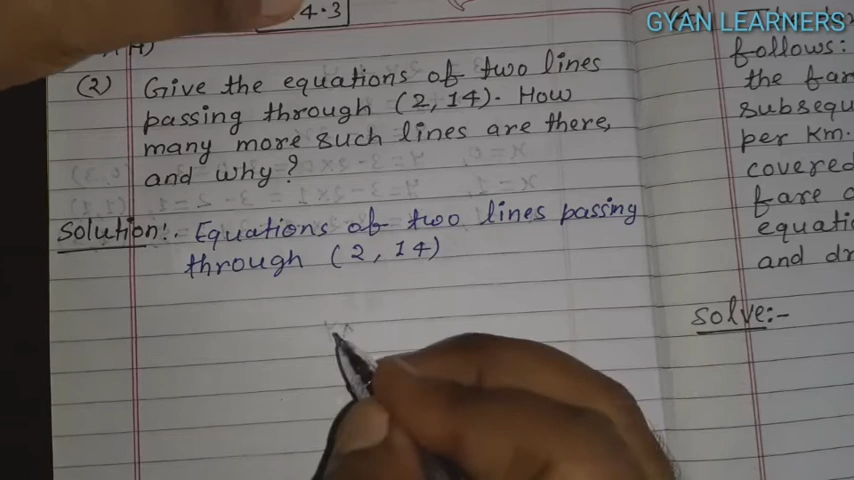 4.3
GYAN LEARNERS
(2) Give the equations of two lines
passing through (2, 14). How
many more such lines are there,
and why?
Solution:. Equations of two lines passing
through (2, 14)
follows:
the far
subsequ
per km.
covered
fare
equatio
and dr
Solve:-